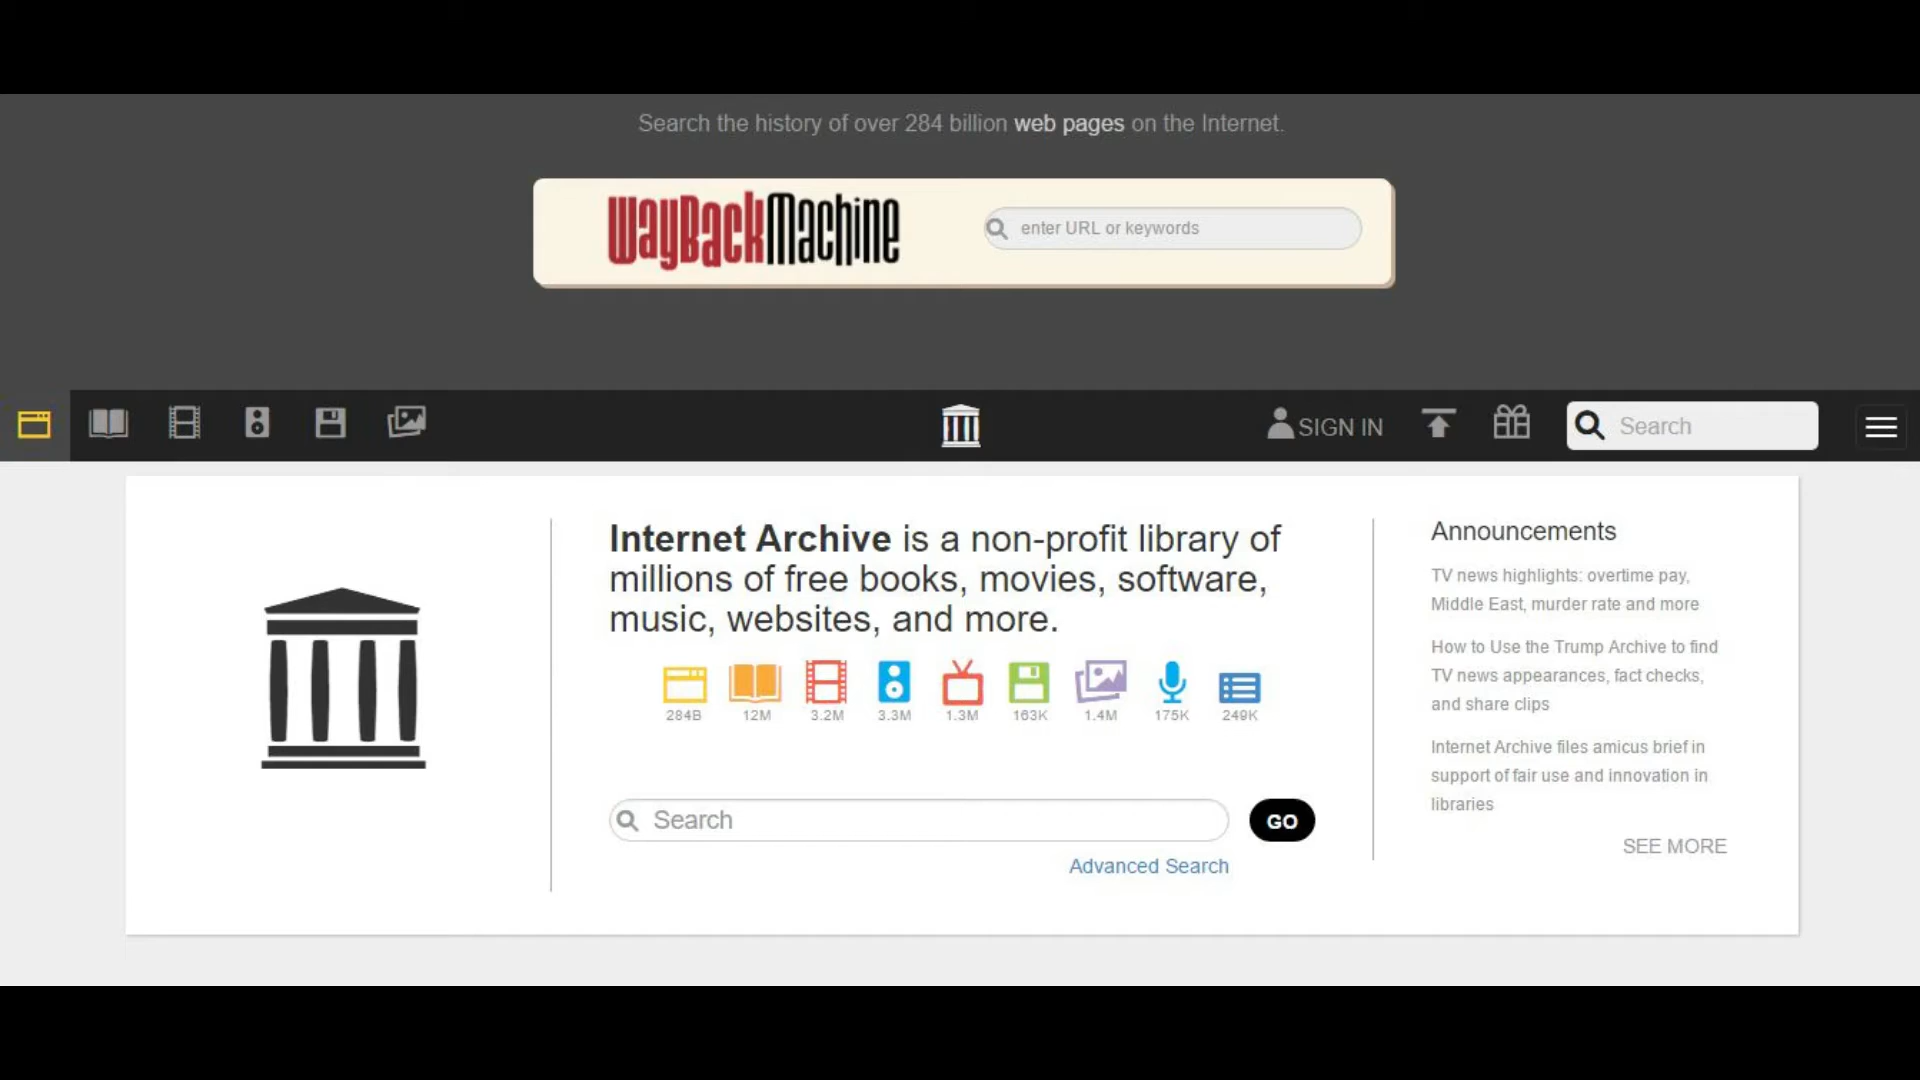 Search the history of over 284 billion web pages on the Internet.
WayBackMachine
enter URL or keywords
SIGN IN
Search
Internet Archive is a non-profit library of
millions of free books, movies, software,
music, websites, and more.
284B 12M 3.2M 3.3M 1.3M 163K 1.4M 175K 249K
Search
GO
Advanced Search
Announcements
TV news highlights: overtime pay,
Middle East, murder rate and more
How to Use the Trump Archive to find
TV news appearances, fact checks,
and share clips
Internet Archive files amicus brief in
support of fair use and innovation in
libraries
SEE MORE